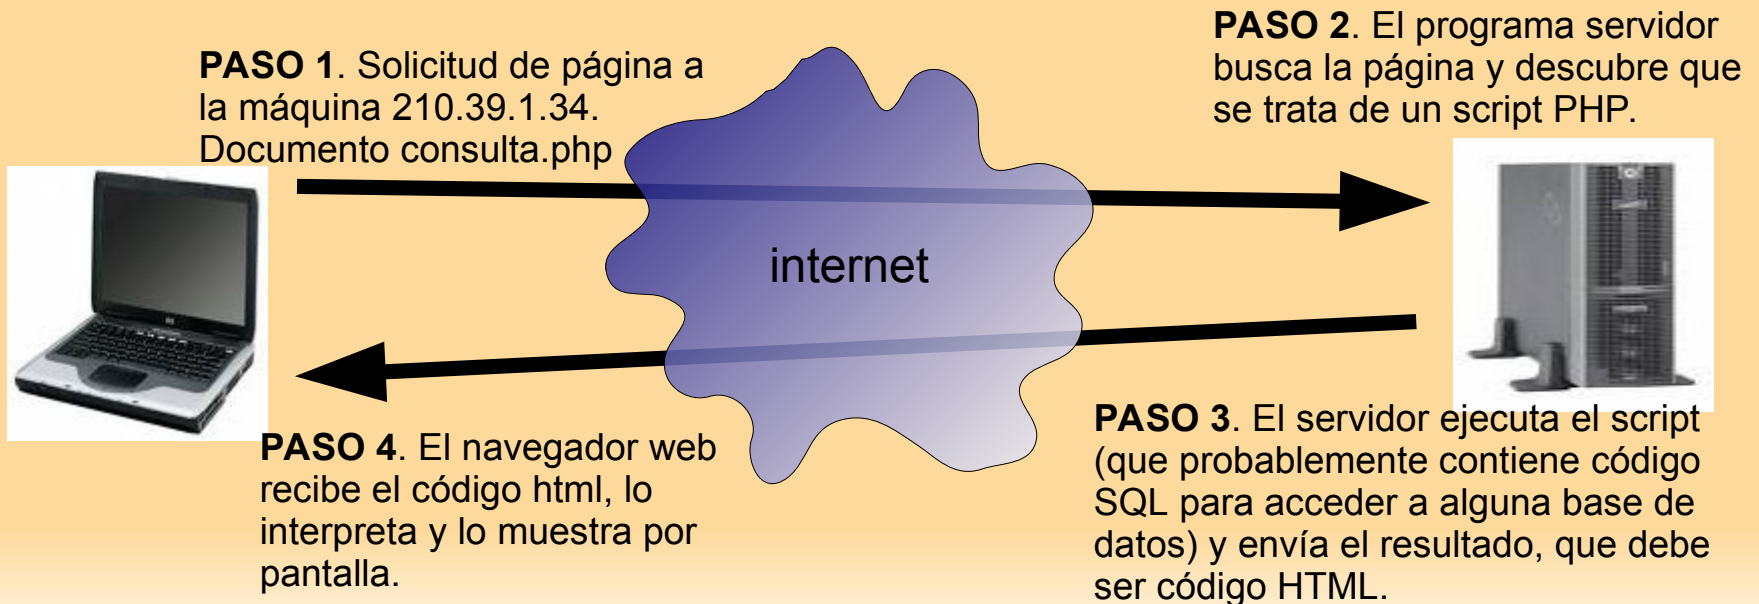 PASO 1. Solicitud de página a
la máquina 210.39.1.34.
Documento consulta.php
PASO 2. El programa servidor
busca la página y descubre que
se trata de un script PHP.
internet
PASO 3. El servidor ejecuta el script
(que probablemente contiene código
SQL para acceder a alguna base de
datos) y envía el resultado, que debe
ser código HTML.
PASO 4. El navegador web
recibe el código html, lo
interpreta y lo muestra por
pantalla.